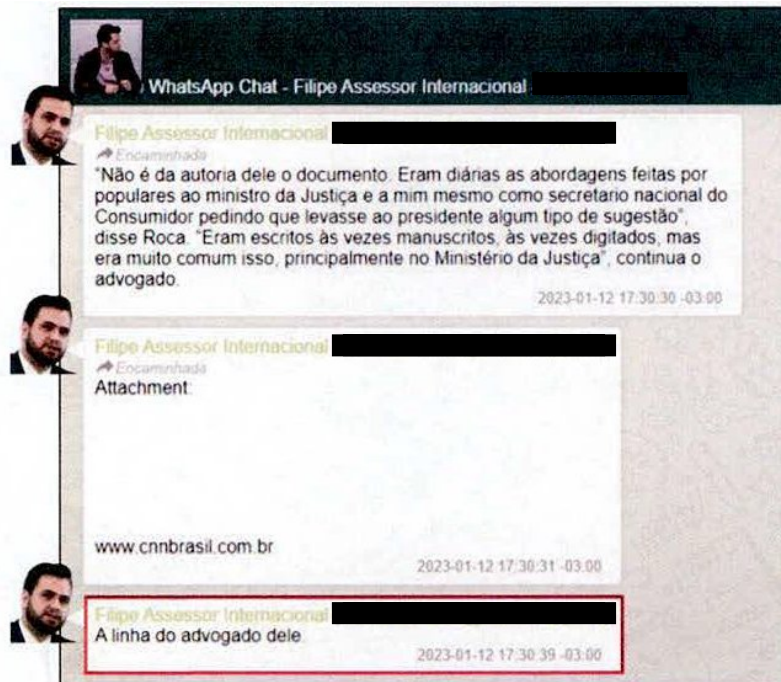 WhatsApp Chat - Filipe Assessor Internacional
Filipe Assessor Internacional
Encaminhada
"Não é da autoria dele o documento. Eram diárias as abordagens feitas por
populares ao ministro da Justiça e a mim mesmo como secretario nacional do
Consumidor pedindo que levasse ao presidente algum tipo de sugestão",
disse Roca. "Eram escritos às vezes manuscritos, às vezes digitados, mas
era muito comum isso, principalmente no Ministério da Justiça", continua o
advogado.
2023-01-12 17:30:30 -03:00
Filipe Assessor Internacional
Encaminhada
Attachment:
www.cnnbrasil.com.br
2023-01-12 17:30:31 -03:00
Filipe Assessor Internacional
A linha do advogado dele
2023-01-12 17:30:39 -03:00